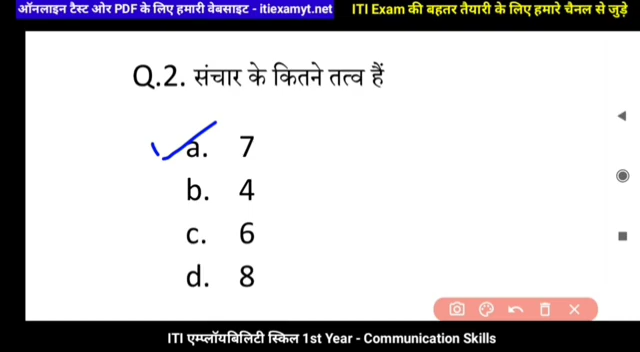 ऑनलाइन टैस्ट ओर PDF के लिए हमारी वेबसाइट - itiexamyt.net ITI Exam की बहतर तैयारी के लिए हमारे चैनल से जुड़े
Q.2. संचार के कितने तत्व हैं
a. 7
b. 4
c. 6
d. 8
ITI एम्प्लॉयबिलिटी स्किल 1st Year - Communication Skills